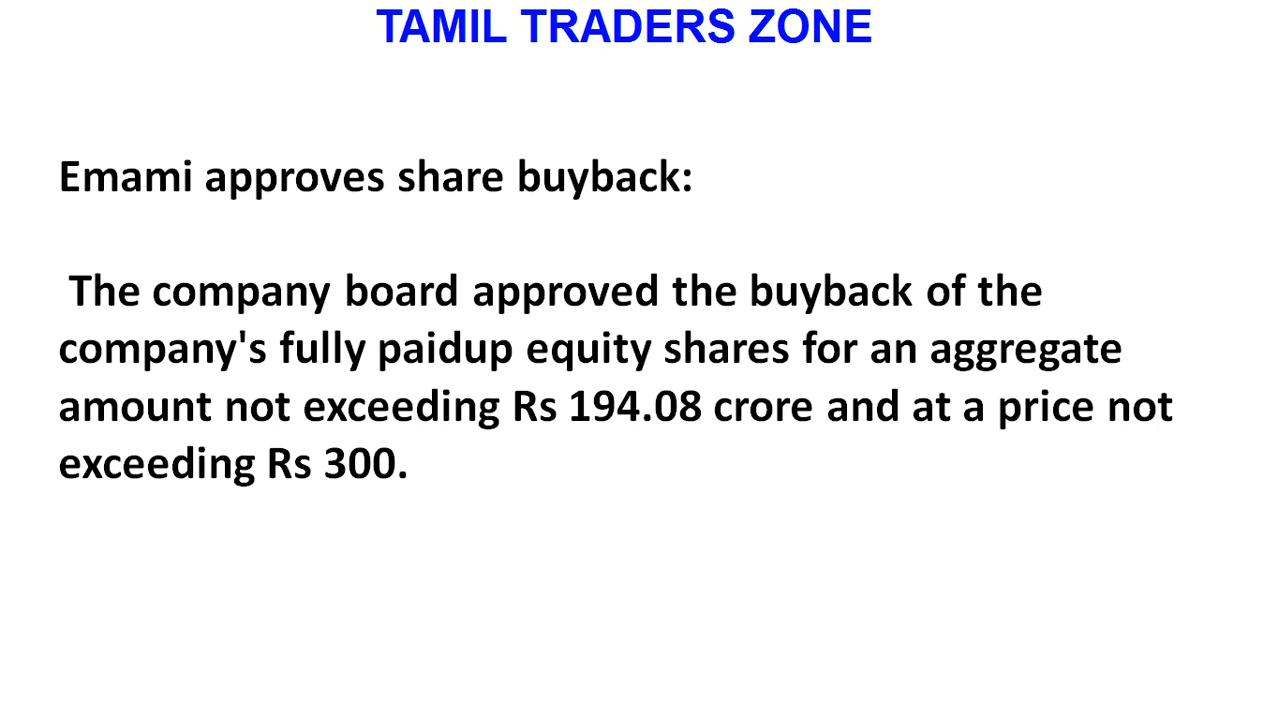 TAMIL TRADERS ZONE
Emami approves share buyback:
The company board approved the buyback of the
company's fully paidup equity shares for an aggregate
amount not exceeding Rs 194.08 crore and at a price not
exceeding Rs 300.